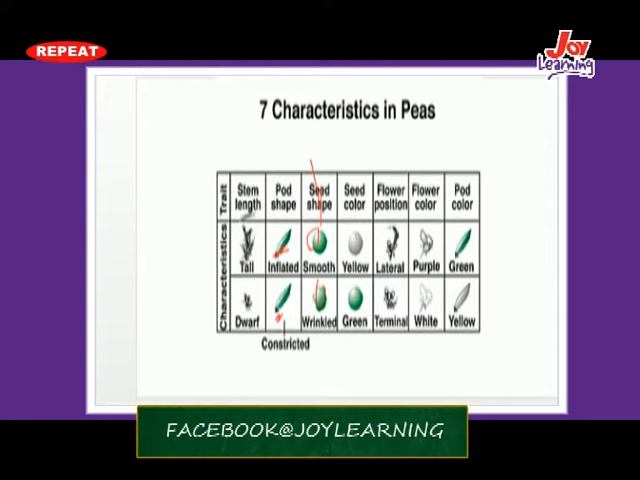 REPEAT
Joy
Learning
7 Characteristics in Peas
Trait
Stem length
Pod shape
Seed shape
Seed color
Flower position
Flower color
Pod color
Characteristics
Tall
Inflated
Smooth
Yellow
Lateral
Purple
Green
Dwarf
Wrinkled
Green
Terminal
White
Yellow
Constricted
FACEBOOK@JOYLEARNING